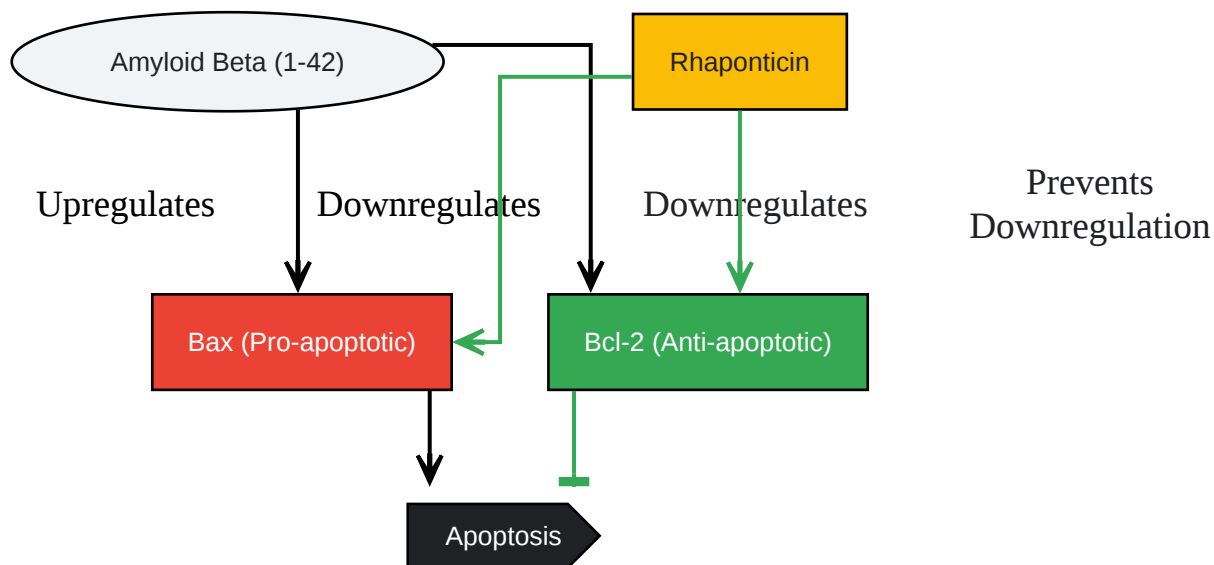 Amyloid Beta (1-42)
Rhaponticin
Upregulates
Downregulates
Downregulates
Prevents
Downregulation
Bax (Pro-apoptotic)
Bcl-2 (Anti-apoptotic)
Apoptosis